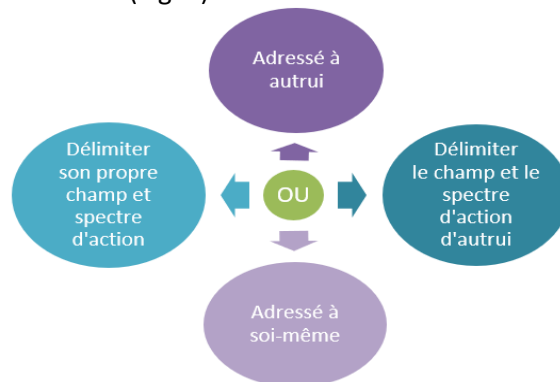 Adressé à
autrui
Délimiter
son propre
champ et
spectre
d'action
OU
Délimiter
le champ et le
spectre
d'action
d'autrui
Adressé à
soi-même